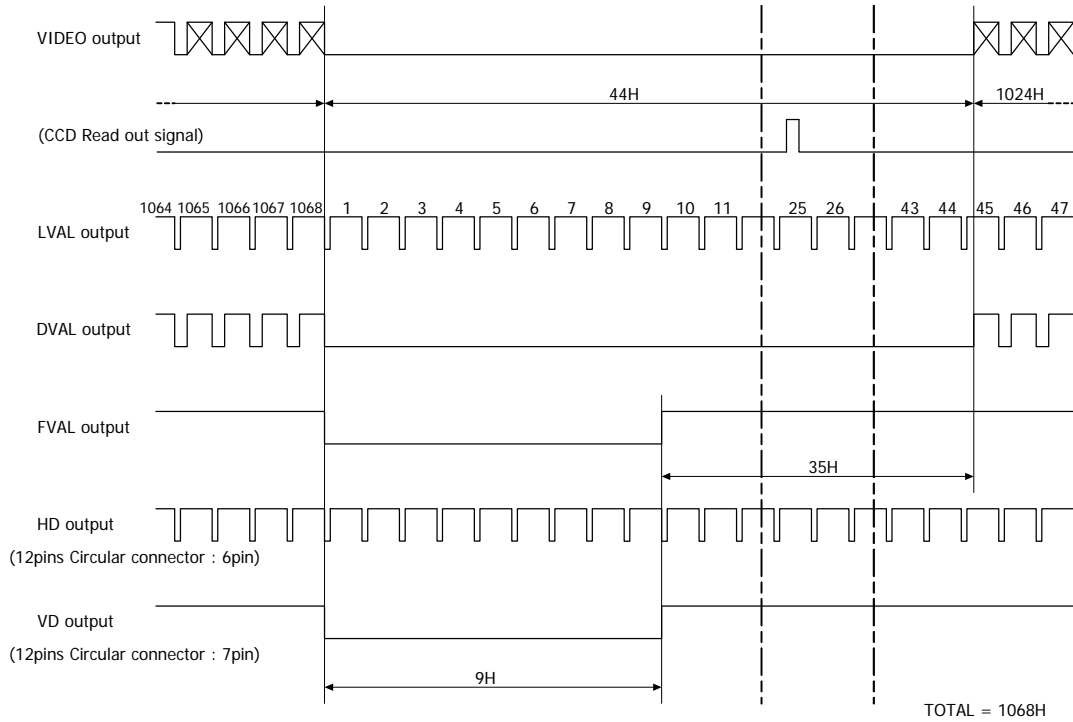 VIDEO output
44H
1024H
(CCD Read out signal)
1064 1065 1066 1067 1068 1 2 3 4 5 6 7 8 9 10 11 25 26 43 44 45 46 47
LVAL output
DVAL output
FVAL output
35H
HD output
(12pins Circular connector : 6pin)
VD output
(12pins Circular connector : 7pin)
9H
TOTAL = 1068H